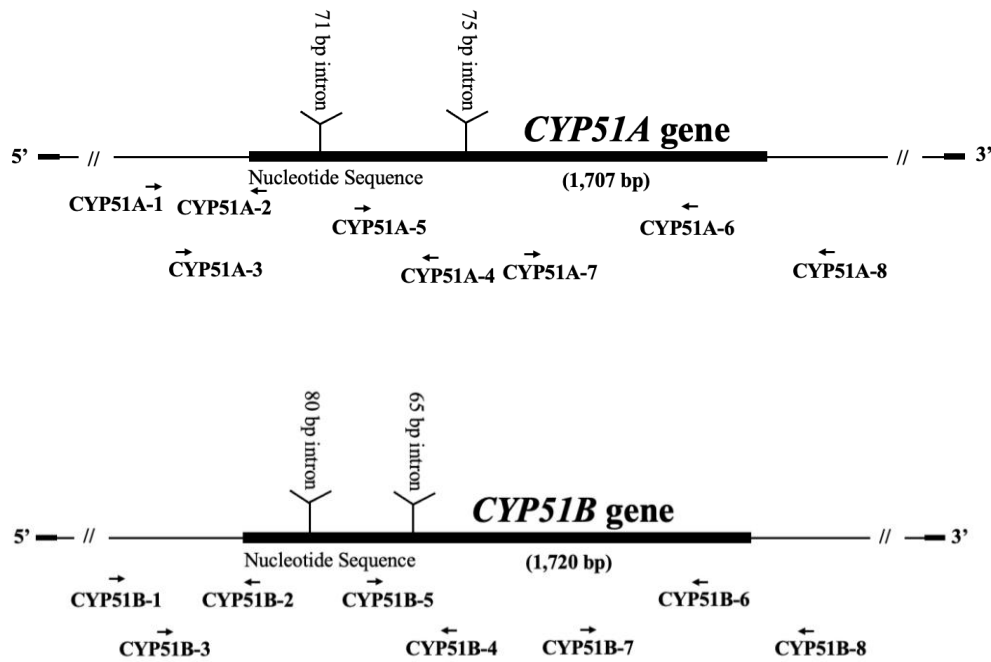 71 bp intron
75 bp intron
CYP51A gene
5’ // // 3’
Nucleotide Sequence (1,707 bp)
CYP51A-1 CYP51A-2 CYP51A-5 CYP51A-6
CYP51A-3 CYP51A-4 CYP51A-7 CYP51A-8
80 bp intron
65 bp intron
CYP51B gene
5’ // // 3’
Nucleotide Sequence (1,720 bp)
CYP51B-1 CYP51B-2 CYP51B-5 CYP51B-6
CYP51B-3 CYP51B-4 CYP51B-7 CYP51B-8